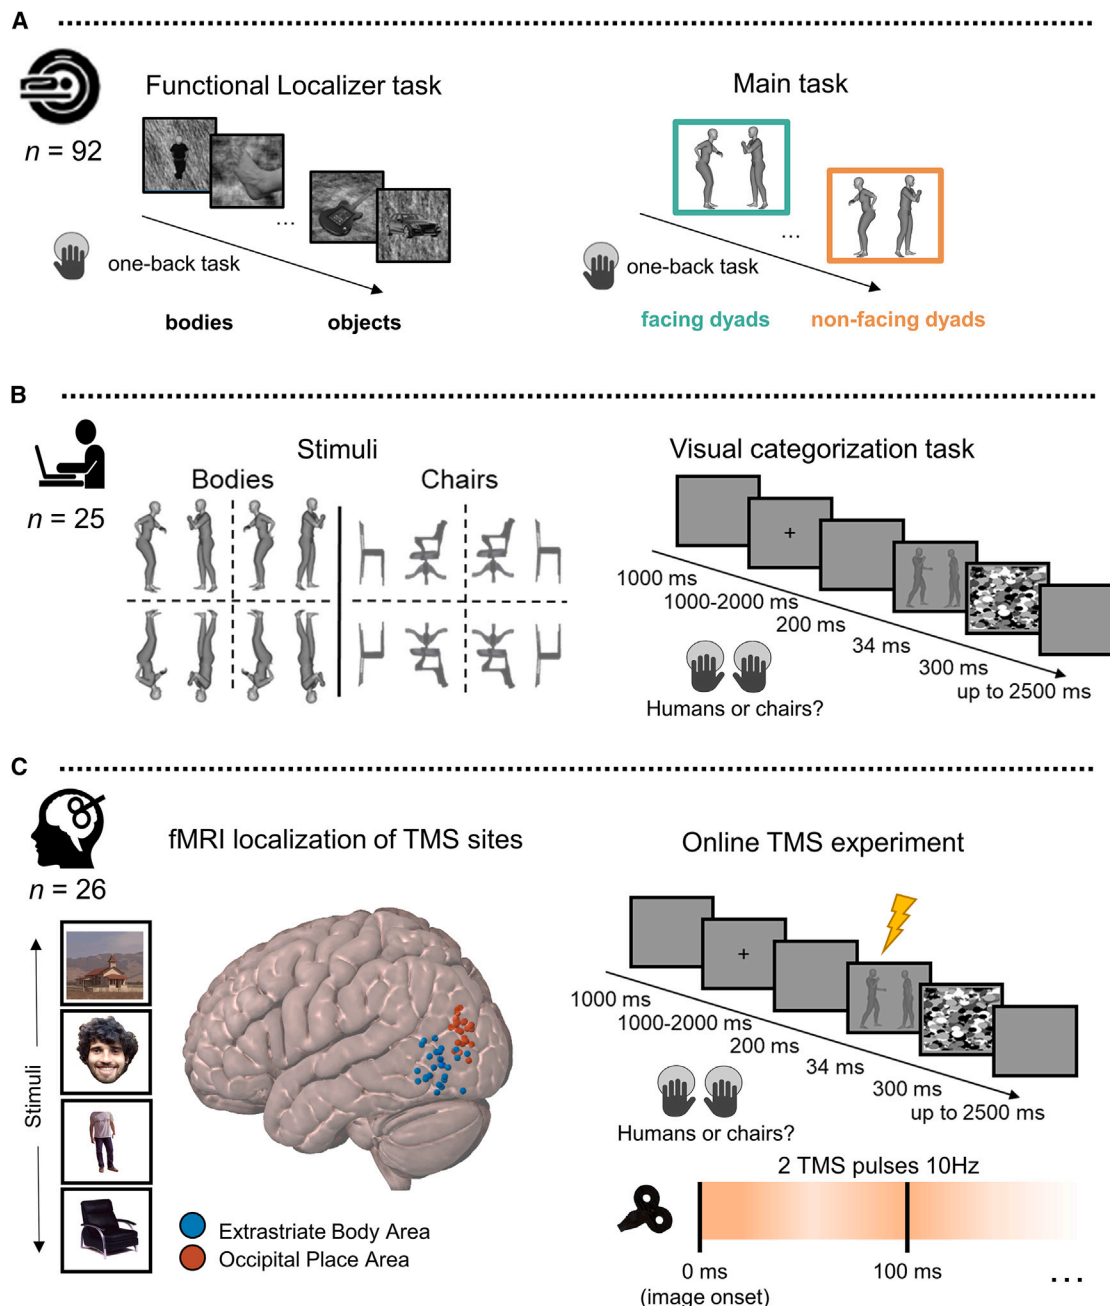 A
Functional Localizer task
Main task
n = 92
...
...
one-back task
one-back task
bodies
objects
facing dyads
non-facing dyads
B
Stimuli
Visual categorization task
Bodies
Chairs
n = 25
+
1000 ms
1000-2000 ms
200 ms
34 ms
300 ms
up to 2500 ms
Humans or chairs?
C
fMRI localization of TMS sites
Online TMS experiment
n = 26
Stimuli
+
1000 ms
1000-2000 ms
200 ms
34 ms
300 ms
up to 2500 ms
Humans or chairs?
2 TMS pulses 10Hz
Extrastriate Body Area
Occipital Place Area
0 ms
(image onset)
100 ms
...